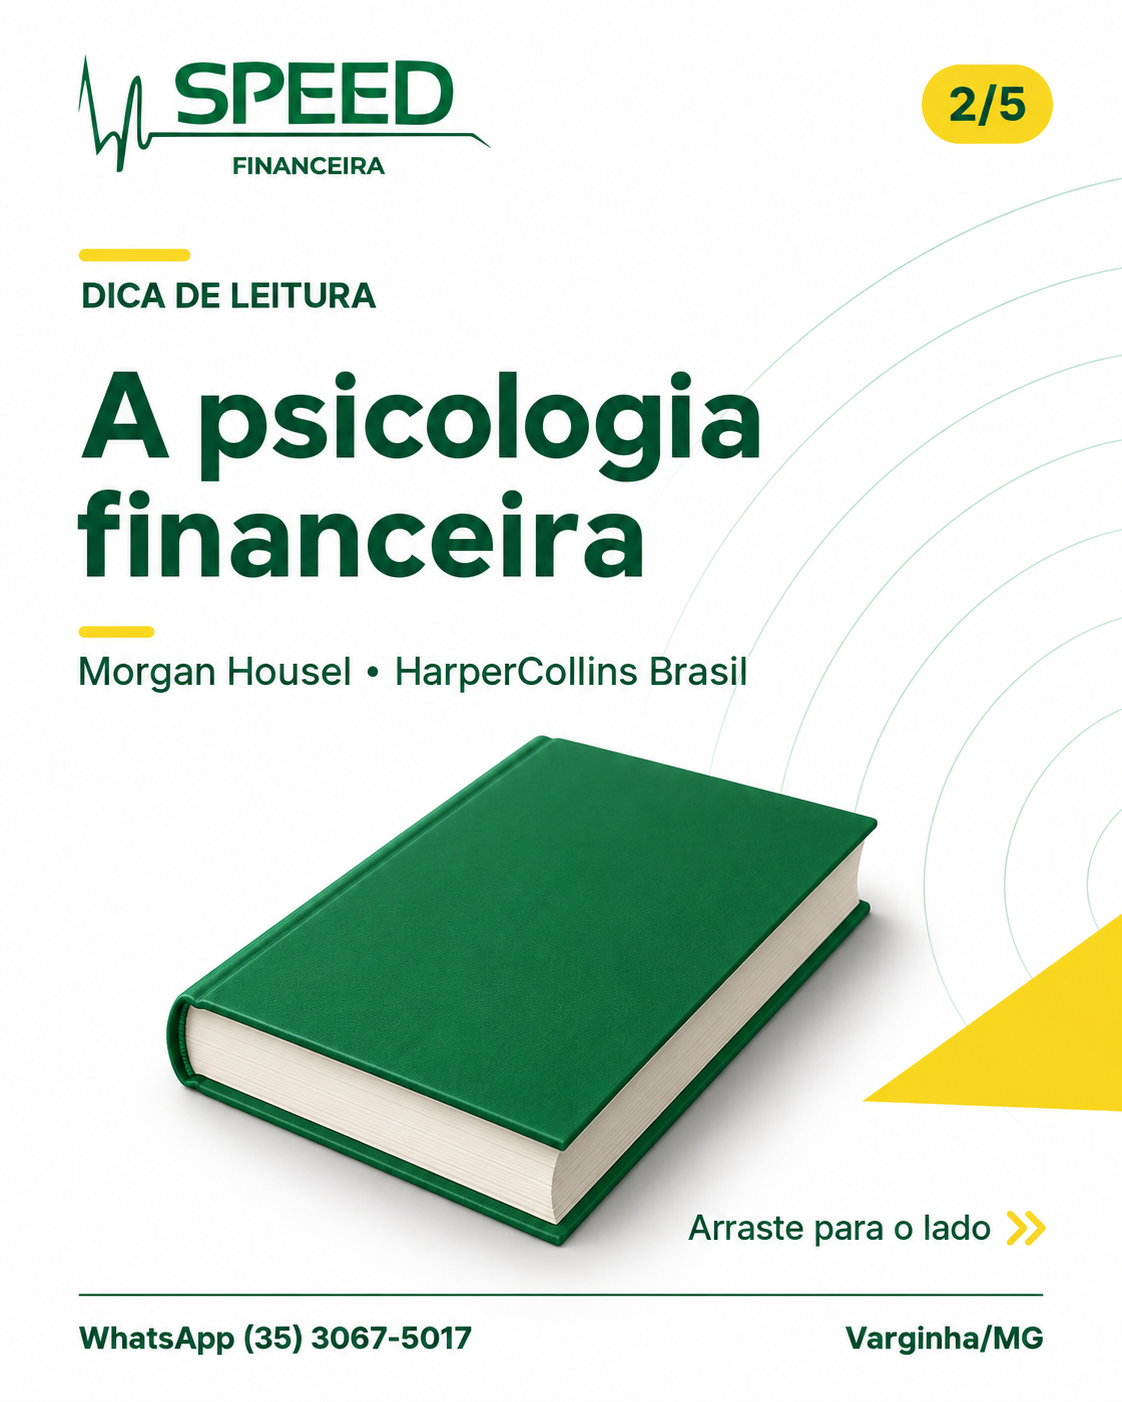 SPEED
FINANCEIRA
2/5
DICA DE LEITURA
A psicologia
financeira
Morgan Housel • HarperCollins Brasil
Arraste para o lado
WhatsApp (35) 3067-5017
Varginha/MG